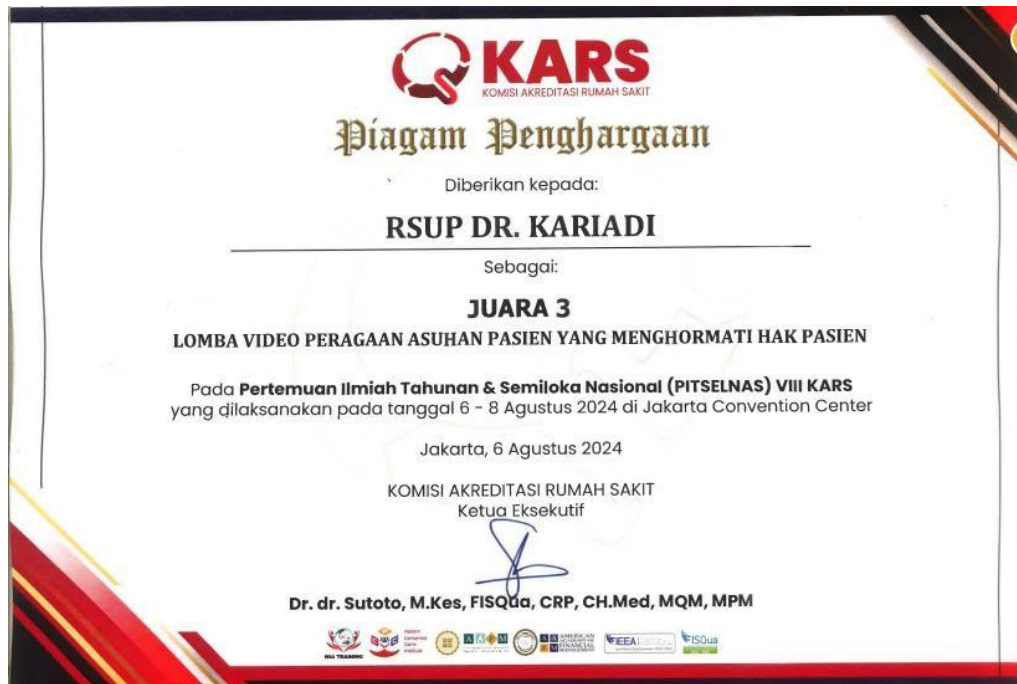 KARS
KOMISI AKREDITASI RUMAH SAKIT
Piagam Penghargaan
Diberikan kepada:
RSUP DR. KARIADI
Sebagai:
JUARA 3
LOMBA VIDEO PERAGAAN ASUHAN PASIEN YANG MENGHORMATI HAK PASIEN
Pada Pertemuan Ilmiah Tahunan & Semiloka Nasional (PITSELNAS) VIII KARS
yang dilaksanakan pada tanggal 6 - 8 Agustus 2024 di Jakarta Convention Center
Jakarta, 6 Agustus 2024
KOMISI AKREDITASI RUMAH SAKIT
Ketua Eksekutif
Dr. dr. Sutoto, M.Kes, FISQua, CRP, CH.Med, MQM, MPM
IEEA
ISQua